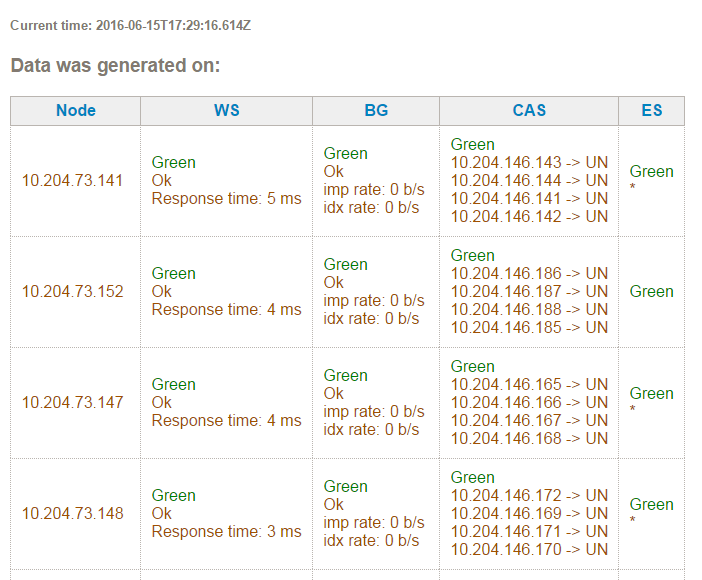 Current time: 2016-06-15T17:29:16.614Z
Data was generated on:
Node WS BG CAS ES
10.204.73.141
Green
Ok
Response time: 5 ms
Green
Ok
imp rate: 0 b/s
idx rate: 0 b/s
Green
10.204.146.143 -> UN
10.204.146.144 -> UN
10.204.146.141 -> UN
10.204.146.142 -> UN
Green
*
10.204.73.152
Green
Ok
Response time: 4 ms
Green
Ok
imp rate: 0 b/s
idx rate: 0 b/s
Green
10.204.146.186 -> UN
10.204.146.187 -> UN
10.204.146.188 -> UN
10.204.146.185 -> UN
Green
10.204.73.147
Green
Ok
Response time: 4 ms
Green
Ok
imp rate: 0 b/s
idx rate: 0 b/s
Green
10.204.146.165 -> UN
10.204.146.166 -> UN
10.204.146.167 -> UN
10.204.146.168 -> UN
Green
*
10.204.73.148
Green
Ok
Response time: 3 ms
Green
Ok
imp rate: 0 b/s
idx rate: 0 b/s
Green
10.204.146.172 -> UN
10.204.146.169 -> UN
10.204.146.171 -> UN
10.204.146.170 -> UN
Green
*